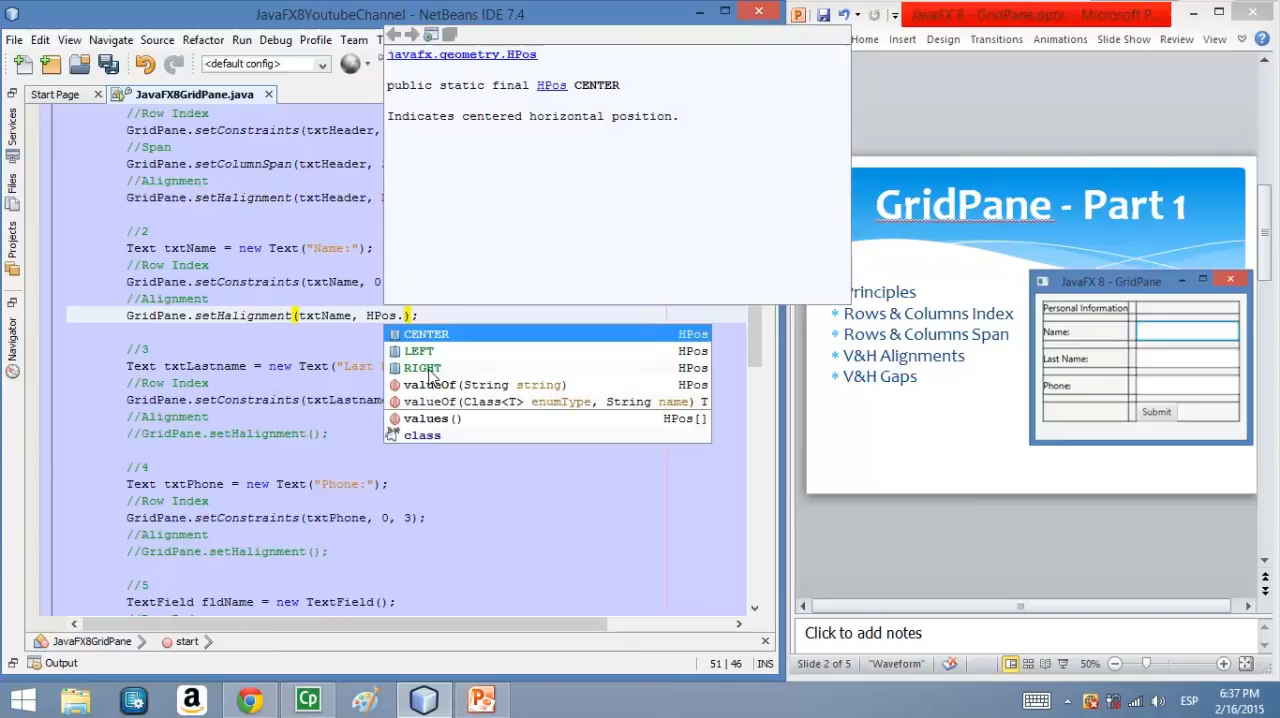 JavaFX8YoutubeChannel - NetBeans IDE 7.4
File Edit View Navigate Source Refactor Run Debug Profile Team
<default config>
Start Page
JavaFX8GridPane.java
Services
Files
Projects
Navigator
//Row Index
GridPane.setConstraints(txtHeader,
//Span
GridPane.setColumnSpan(txtHeader,
//Alignment
GridPane.setHalignment(txtHeader,
//2
Text txtName = new Text("Name:");
//Row Index
GridPane.setConstraints(txtName, 0
//Alignment
GridPane.setHalignment(txtName, HPos.);
//3
Text txtLastname = new Text("Last
//Row Index
GridPane.setConstraints(txtLastname
//Alignment
//GridPane.setHalignment();
//4
Text txtPhone = new Text("Phone:");
//Row Index
GridPane.setConstraints(txtPhone, 0, 3);
//Alignment
//GridPane.setHalignment();
//5
TextField fldName = new TextField();
javafx.geometry.HPos
public static final HPos CENTER
Indicates centered horizontal position.
CENTER HPos
LEFT HPos
RIGHT HPos
valueOf(String string) HPos
valueOf(Class<T> enumType, String name) T
values() HPos[]
class
JavaFX8GridPane
start
Output
51 | 46 INS
JavaFX 8 - GridPane.pptx - Microsoft P...
Home Insert Design Transitions Animations Slide Show Review View
GridPane - Part 1
Principles
* Rows & Columns Index
* Rows & Columns Span
* V&H Alignments
* V&H Gaps
JavaFX 8 - GridPane
Personal Information
Name:
Last Name:
Phone:
Submit
Click to add notes
Slide 2 of 5 "Waveform" 50%
ESP
6:37 PM
2/16/2015